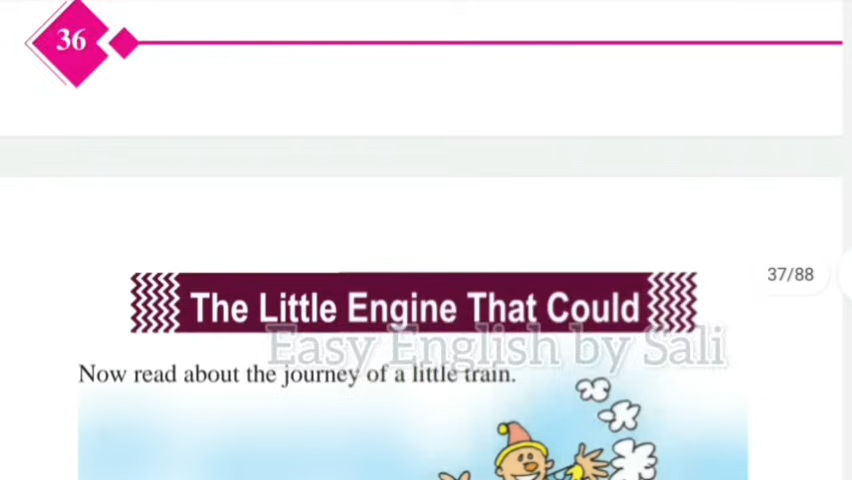 36
37/88
The Little Engine That Could
Easy English by Sali
Now read about the journey of a little train.